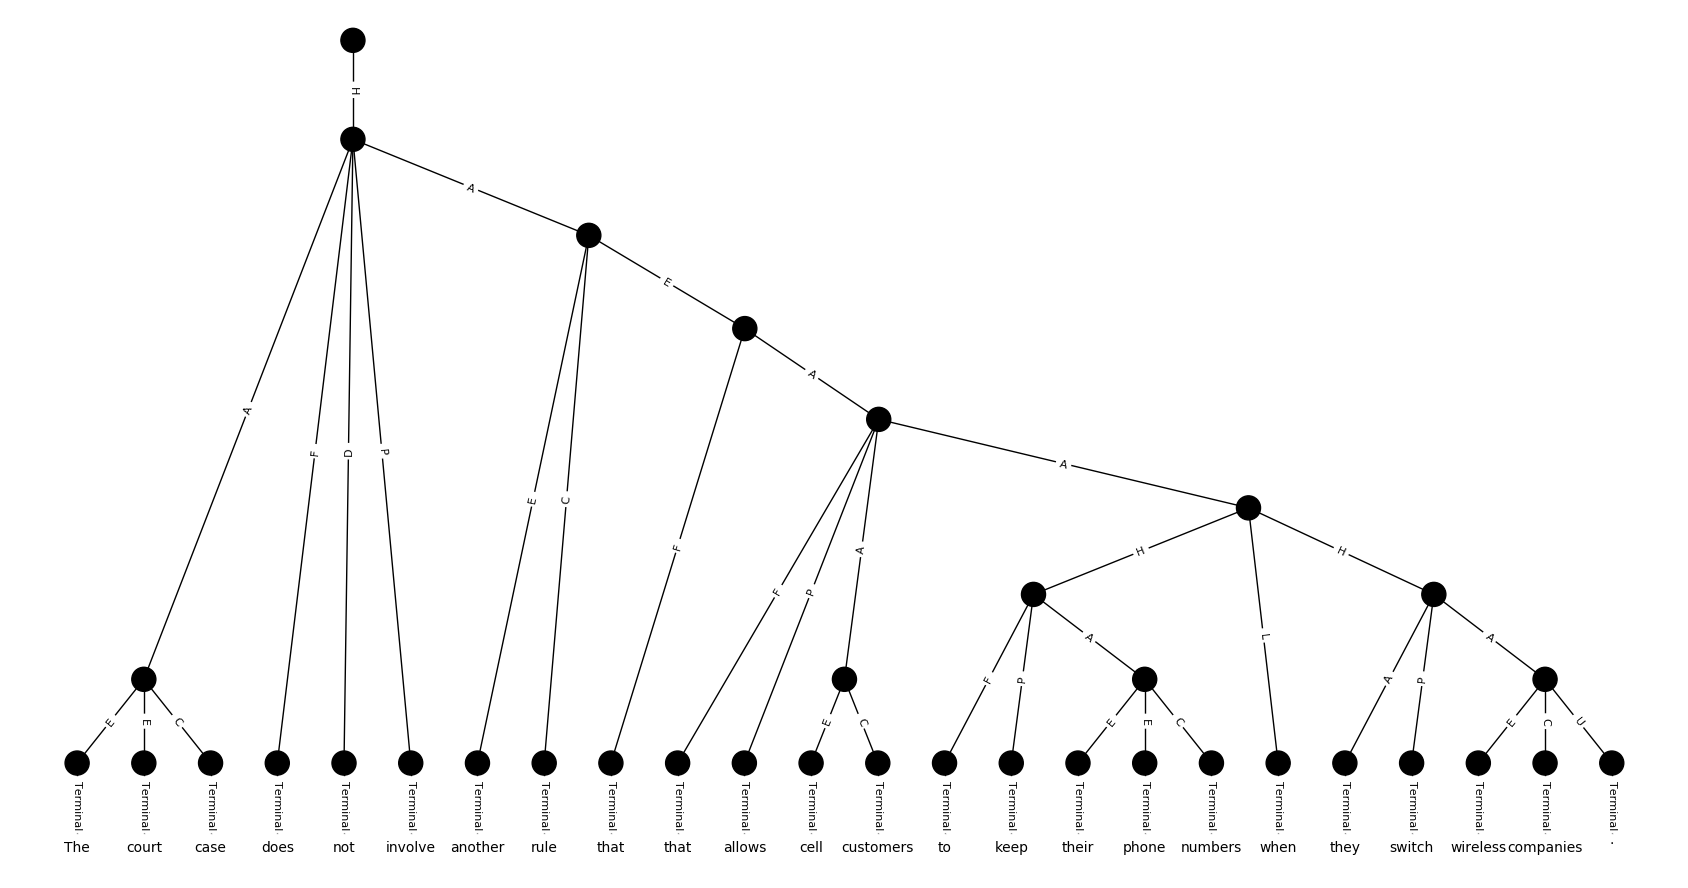 H
A
E
A
F
D
P
A
A
E
C
F
F
P
A
H
H
L
F
P
A
A
P
A
E
E
C
E
C
E
E
C
E
C
U
Terminal Terminal Terminal Terminal Terminal Terminal Terminal Terminal Terminal Terminal Terminal Terminal Terminal Terminal Terminal Terminal Terminal Terminal Terminal Terminal Terminal Terminal Terminal Terminal
The court case does not involve another rule that that allows cell customers to keep their phone numbers when they switch wireless companies .